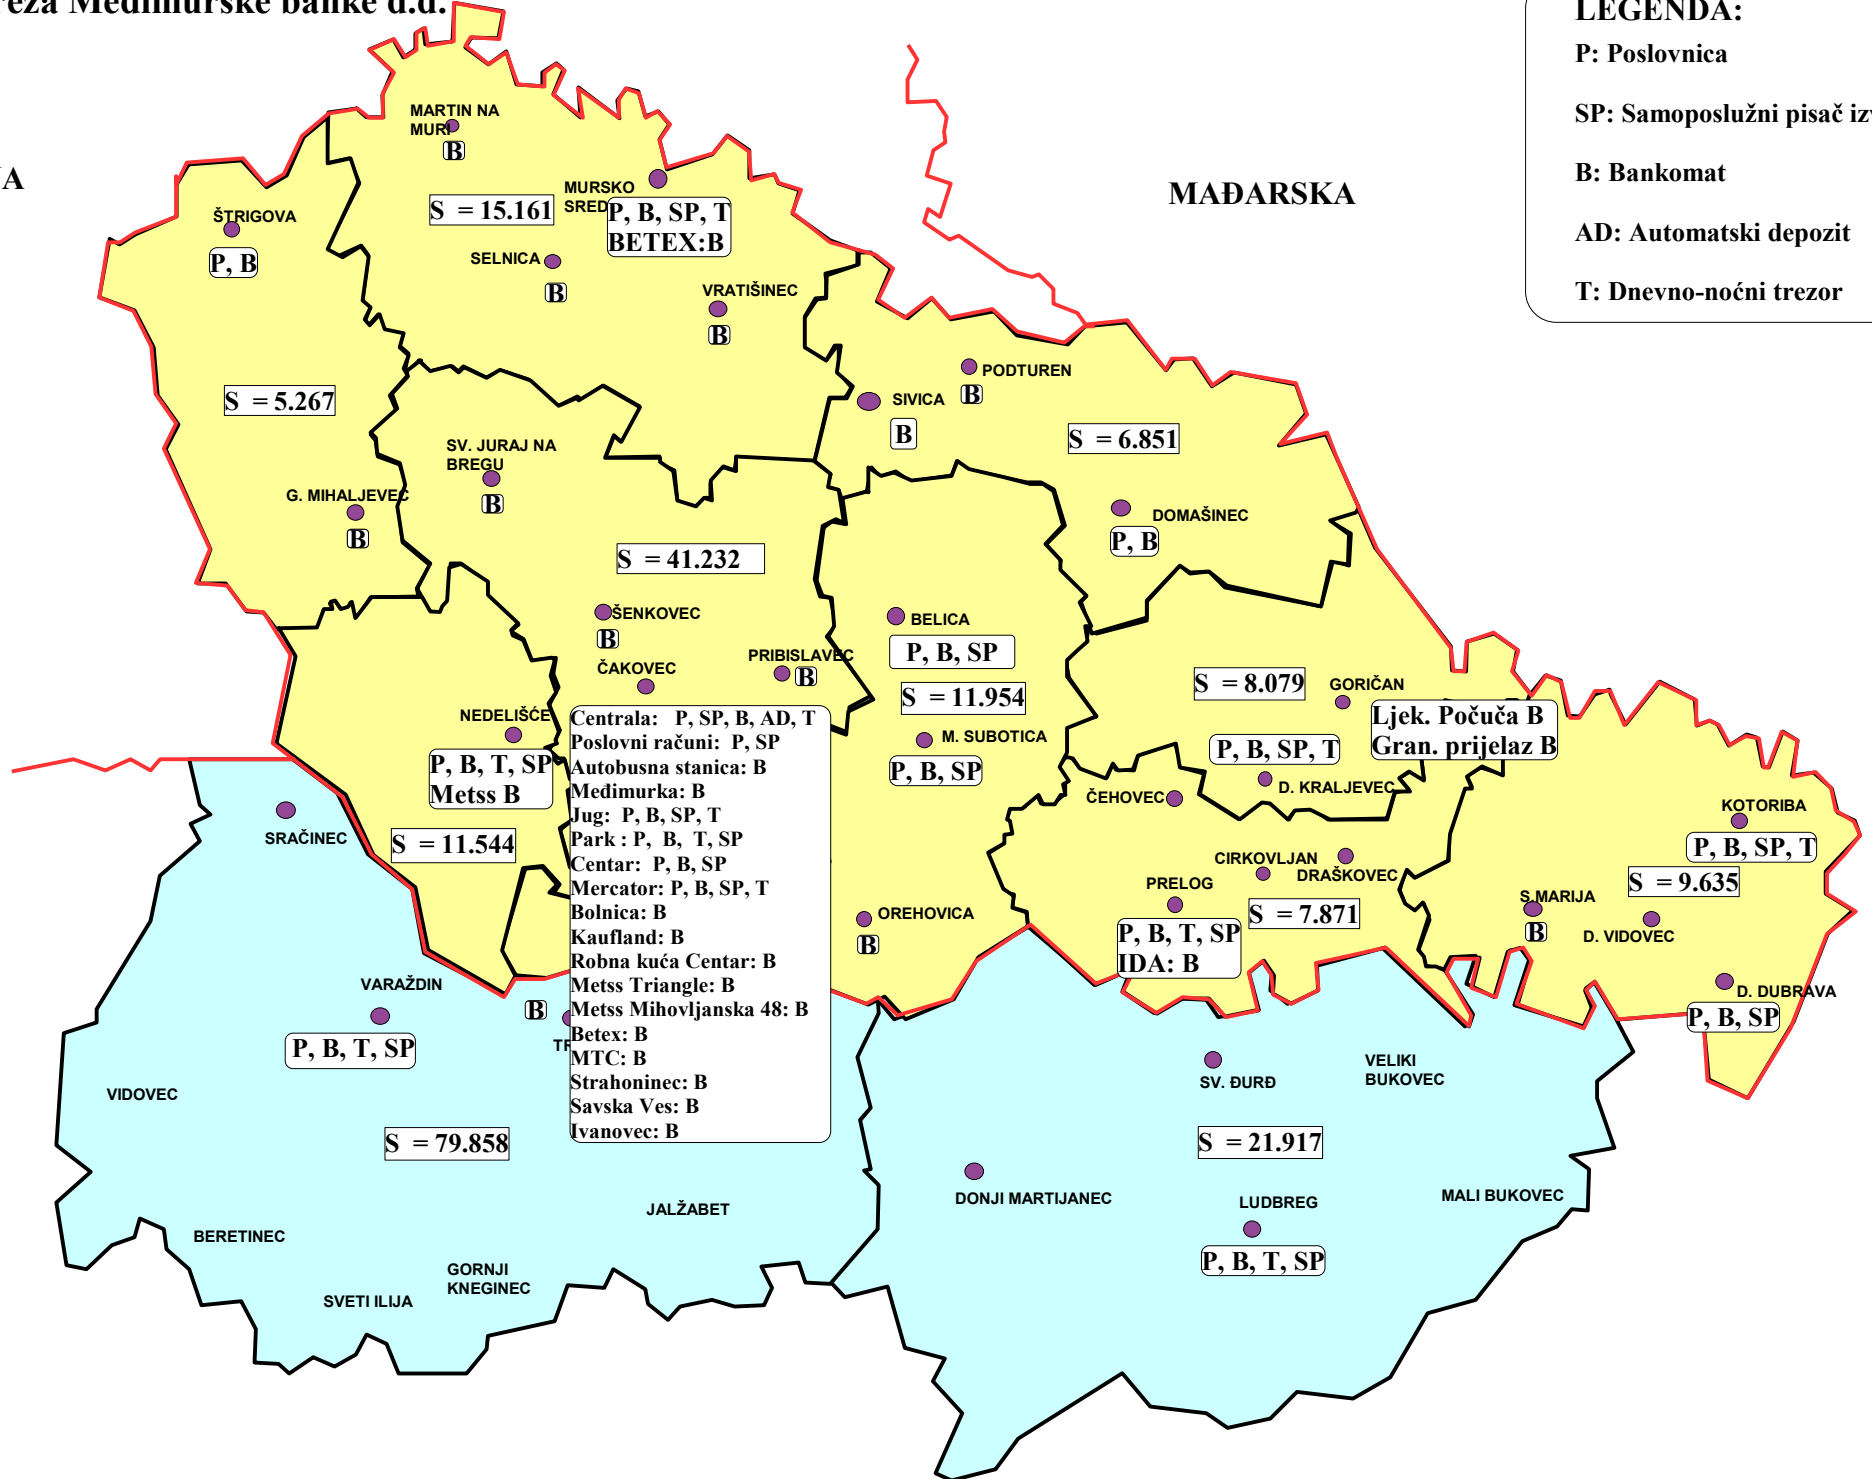 Međimurske banke d.d.
LEGENDA:
P: Poslovnica
SP: Samoposlužni pisač
B: Bankomat
AD: Automatski depozit
T: Dnevno-noćni trezor
MAĐARSKA
MARTIN NA
MURI
B
S = 15.161
MURSKO
P, B, SP, T
BETEX:B
ŠTRIGOVA
P, B
SELNICA
B
VRATIŠINEC
B
S = 5.267
PODTUREN
B
SIVICA
B
S = 6.851
SV. JURAJ NA
BREGU
B
G. MIHALJEVEC
B
DOMAŠINEC
P, B
S = 41.232
ŠENKOVEC
B
ČAKOVEC
PRIBISLAVEC
B
BELICA
P, B, SP
S = 11.954
M. SUBOTICA
P, B, SP
S = 8.079
GORIČAN
Ljek. Počuča B
Gran. prijelaz B
P, B, SP, T
D. KRALJEVEC
ČEHOVEC
NEDELIŠĆE
P, B, T, SP
Metss B
S = 11.544
Centrala: P, SP, B, AD, T
Poslovni računi: P, SP
Autobusna stanica: B
Međimurka: B
Jug: P, B, SP, T
Park : P, B, T, SP
Centar: P, B, SP
Mercator: P, B, SP, T
Bolnica: B
Kaufland: B
Robna kuća Centar: B
Metss Triangle: B
Metss Mihovljanska 48: B
Betex: B
MTC: B
Strahoninec: B
Savska Ves: B
Ivanovec: B
KOTORIBA
P, B, SP, T
S = 9.635
CIRKOVLJAN
DRAŠKOVEC
PRELOG
S = 7.871
P, B, T, SP
IDA: B
S.MARIJA
B
D. VIDOVEC
D. DUBRAVA
P, B, SP
OREHOVICA
B
SRAČINEC
VARAŽDIN
P, B, T, SP
B
VIDOVEC
S = 79.858
SV. ĐURĐ
VELIKI
BUKOVEC
S = 21.917
DONJI MARTIJANEC
LUDBREG
P, B, T, SP
MALI BUKOVEC
JALŽABET
BERETINEC
GORNJI
KNEGINEC
SVETI ILIJA